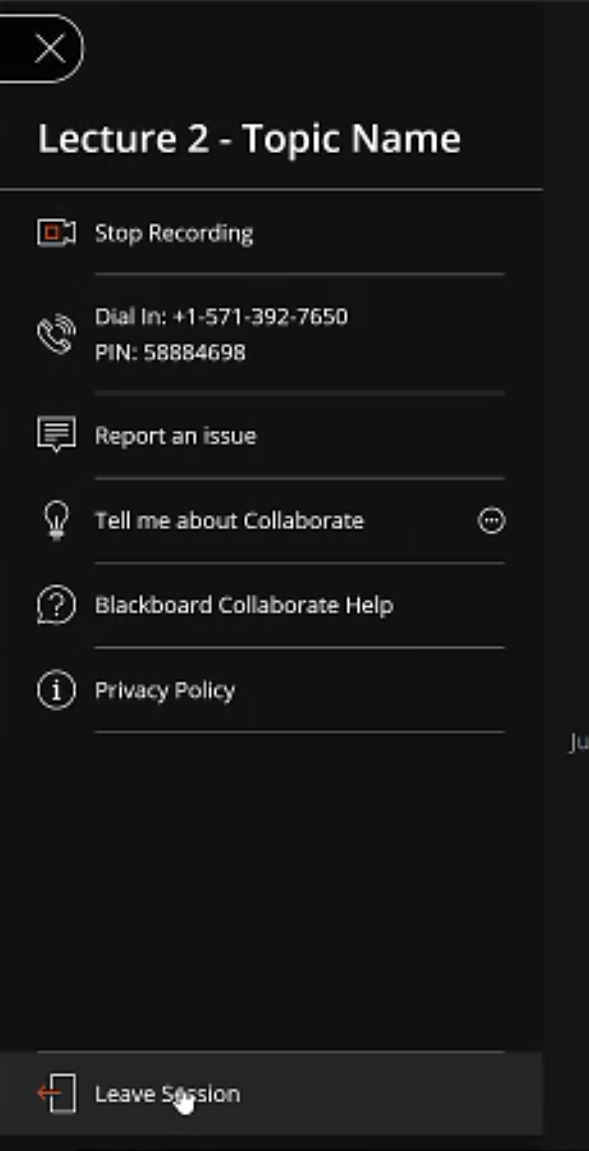 Lecture 2 - Topic Name
Stop Recording
Dial In: +1-571-392-7650
PIN: 58884698
Report an issue
Tell me about Collaborate
Blackboard Collaborate Help
Privacy Policy
Ju
Leave Session